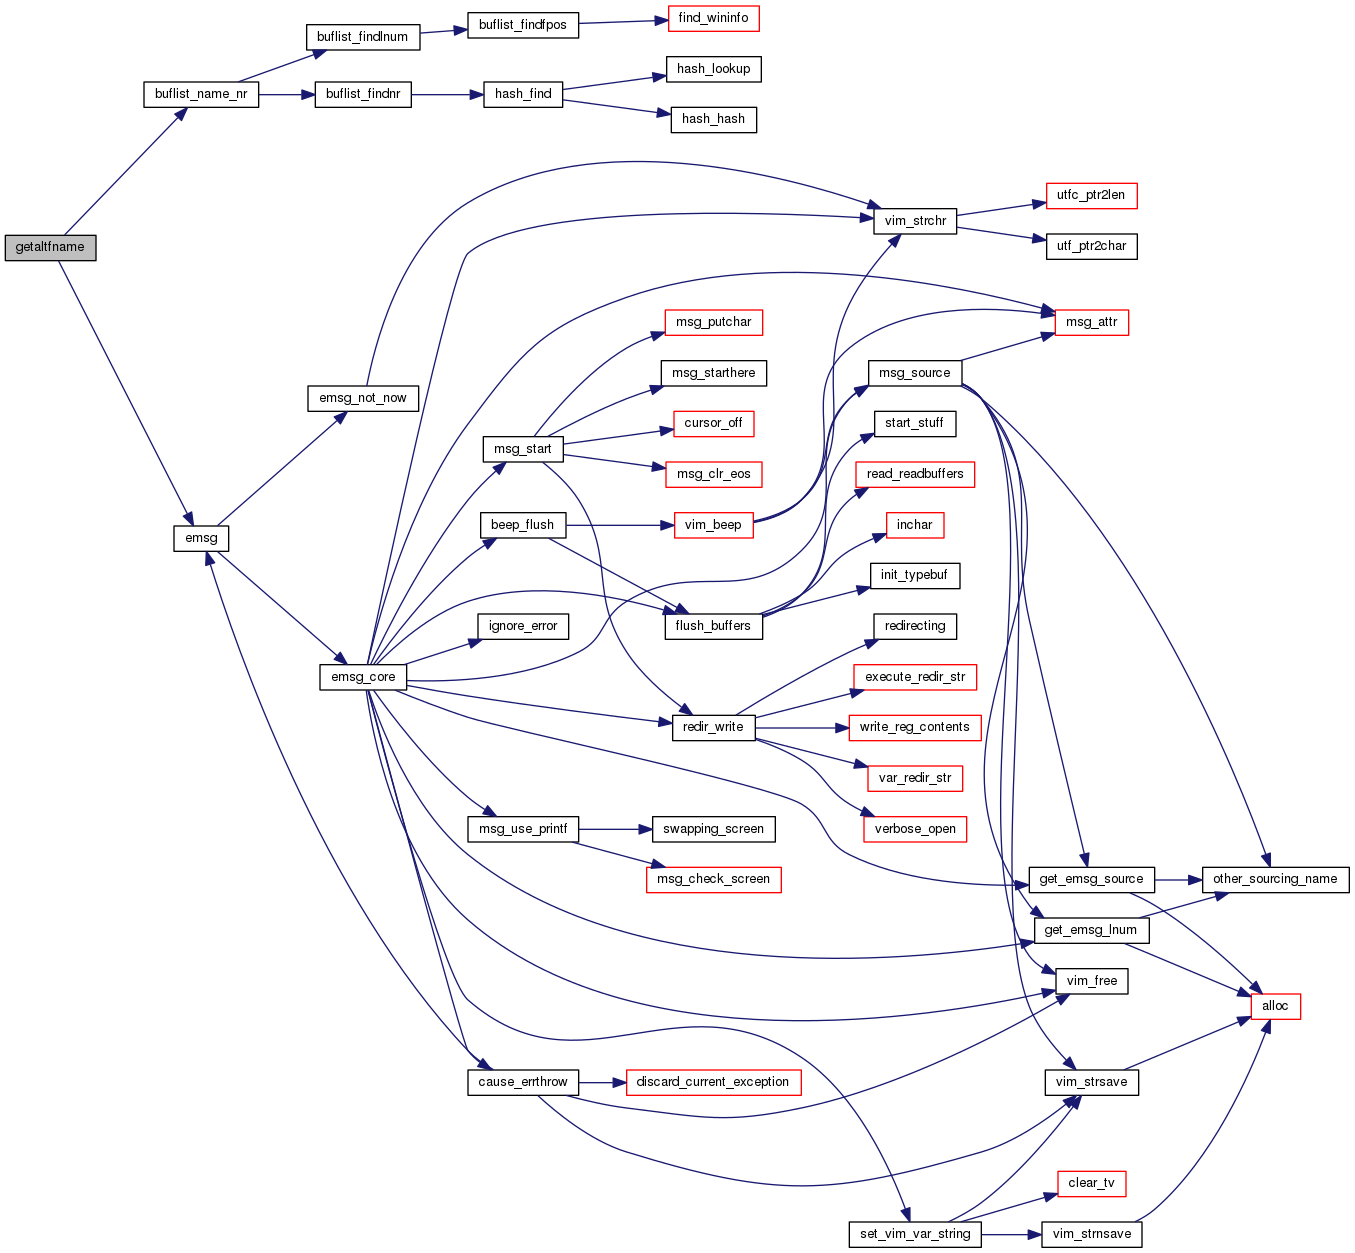 find_wininfo
buflist_findfpos
buflist_findlnum
hash_lookup
buflist_name_nr
buflist_findnr
hash_find
hash_hash
utfc_ptr2len
vim_strchr
getaltfname
utf_ptr2char
msg_putchar
msg_attr
msg_starthere
msg_source
emsg_not_now
cursor_off
start_stuff
msg_start
msg_clr_eos
read_readbuffers
beep_flush
vim_beep
inchar
emsg
init_typebuf
ignore_error
flush_buffers
redirecting
emsg_core
execute_redir_str
redir_write
write_reg_contents
var_redir_str
msg_use_printf
swapping_screen
verbose_open
msg_check_screen
get_emsg_source
other_sourcing_name
get_emsg_lnum
vim_free
alloc
cause_errthrow
discard_current_exception
vim_strsave
clear_tv
set_vim_var_string
vim_strnsave